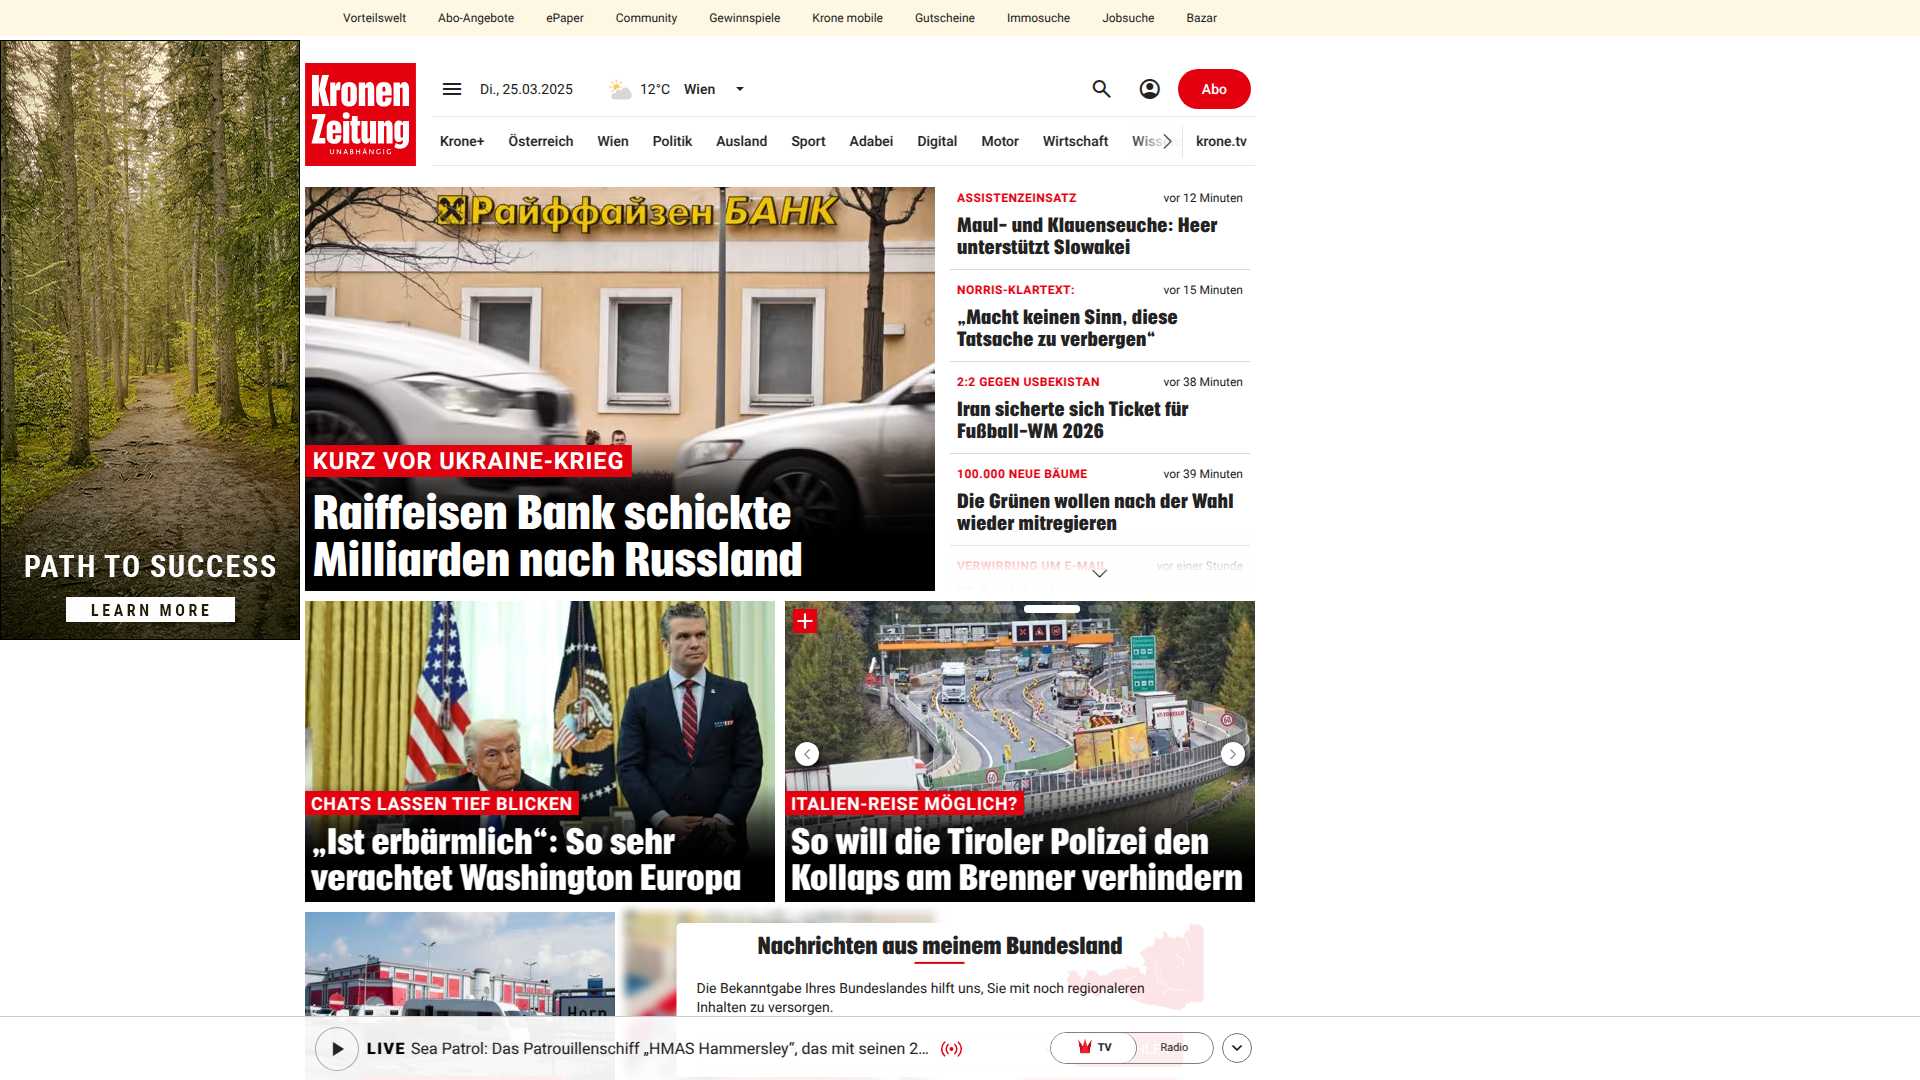 Vorteilswelt Abo-Angebote ePaper Community Gewinnspiele Krone mobile Gutscheine Immosuche Jobsuche Bazar
Kronen
Zeitung
UNABHÄNGIG
Di., 25.03.2025 12°C Wien Abo
Krone+ Österreich Wien Politik Ausland Sport Adabei Digital Motor Wirtschaft krone.tv
PATH TO SUCCESS
LEARN MORE
Райффайзен БАНК
KURZ VOR UKRAINE-KRIEG
Raiffeisen Bank schickte
Milliarden nach Russland
ASSISTENZEINSATZ vor 12 Minuten
Maul- und Klauenseuche: Heer
unterstützt Slowakei
NORRIS-KLARTEXT: vor 15 Minuten
„Macht keinen Sinn, diese
Tatsache zu verbergen“
2:2 GEGEN USBEKISTAN vor 38 Minuten
Iran sicherte sich Ticket für
Fußball-WM 2026
100.000 NEUE BÄUME vor 39 Minuten
Die Grünen wollen nach der Wahl
wieder mitregieren
VERWIRRUNG UM E-MAIL vor einer Stunde
CHATS LASSEN TIEF BLICKEN
„Ist erbärmlich“: So sehr
verachtet Washington Europa
ITALIEN-REISE MÖGLICH?
So will die Tiroler Polizei den
Kollaps am Brenner verhindern
Horn
Nachrichten aus meinem Bundesland
Die Bekanntgabe Ihres Bundeslandes hilft uns, Sie mit noch regionaleren
Inhalten zu versorgen.
LIVE Sea Patrol: Das Patrouillenschiff „HMAS Hammersley“, das mit seinen 2... TV Radio